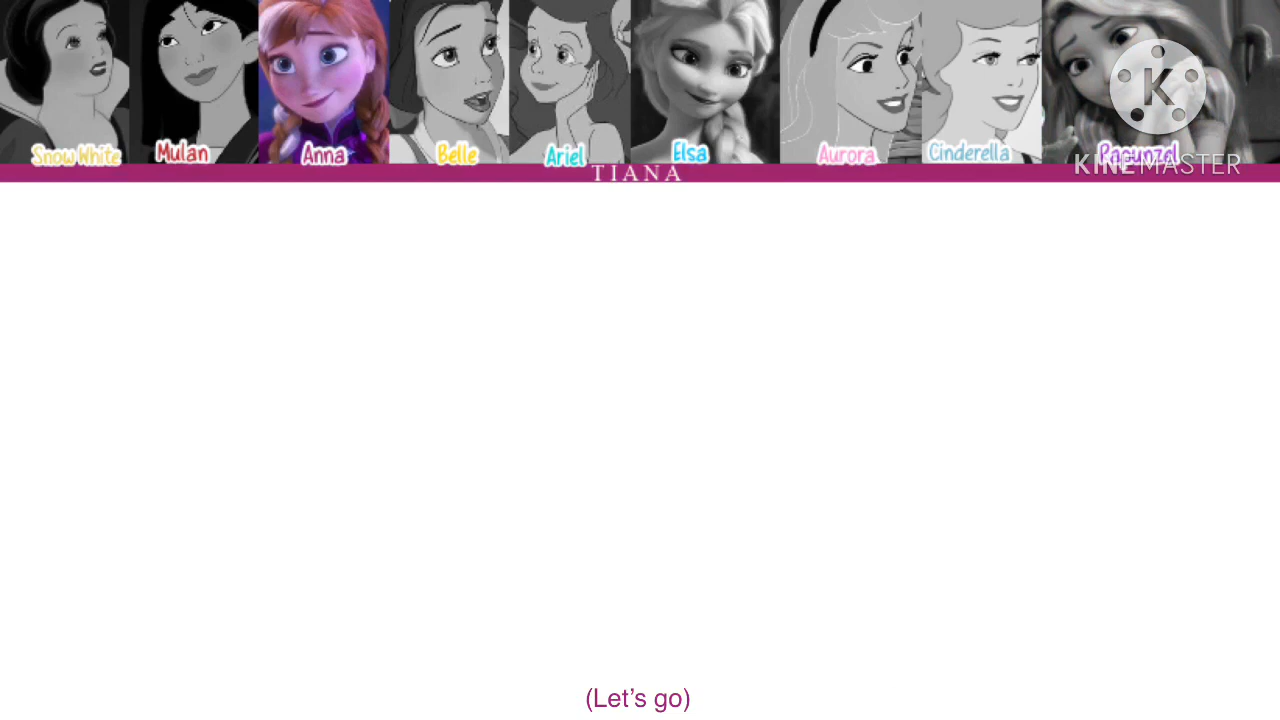 Snow White
Mulan
Anna
Belle
Ariel
Elsa
Aurora
Cinderella
Rapunzel
K
KINEMASTER
TIANA
(Let's go)